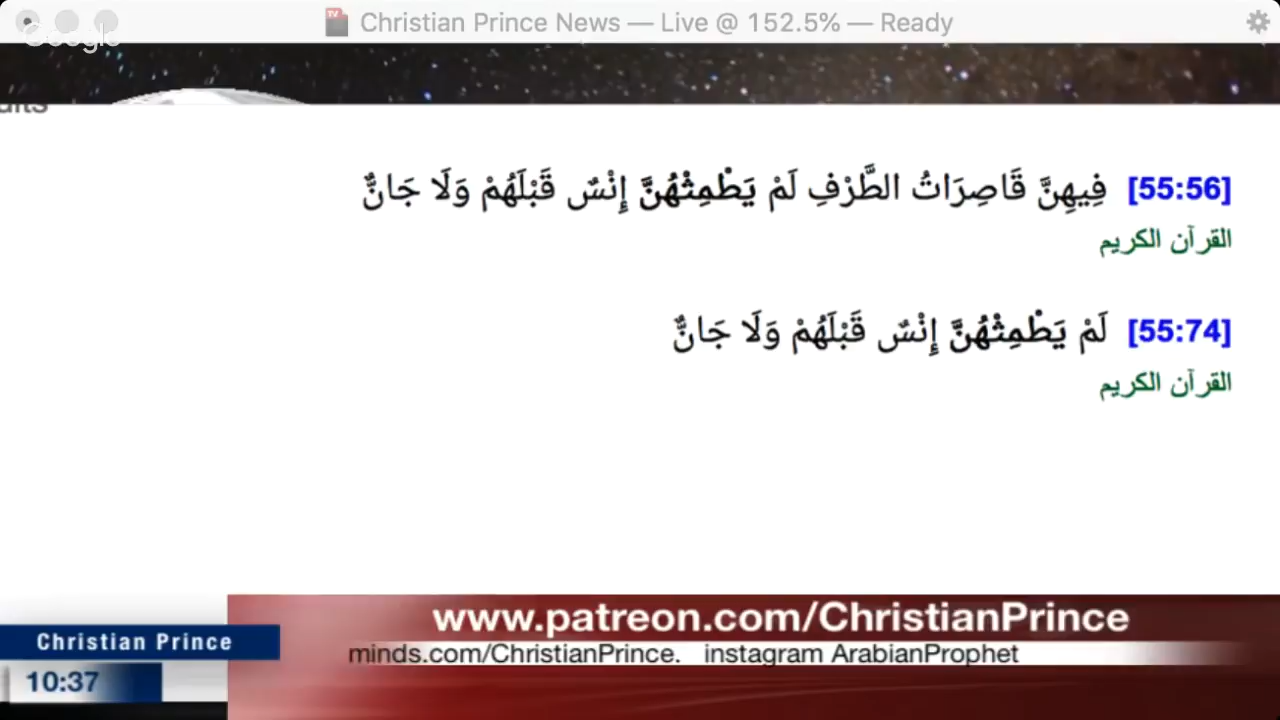 Christian Prince News — Live @ 152.5% — Ready
Google
[55:56] فِيهِنَّ قَاصِرَاتُ الطَّرْفِ لَمْ يَطْمِثْهُنَّ إِنْسٌ قَبْلَهُمْ وَلَا جَانٌّ
القرآن الكريم
[55:74] لَمْ يَطْمِثْهُنَّ إِنْسٌ قَبْلَهُمْ وَلَا جَانٌّ
القرآن الكريم
www.patreon.com/ChristianPrince
Christian Prince
minds.com/ChristianPrince. instagram ArabianProphet
10:37